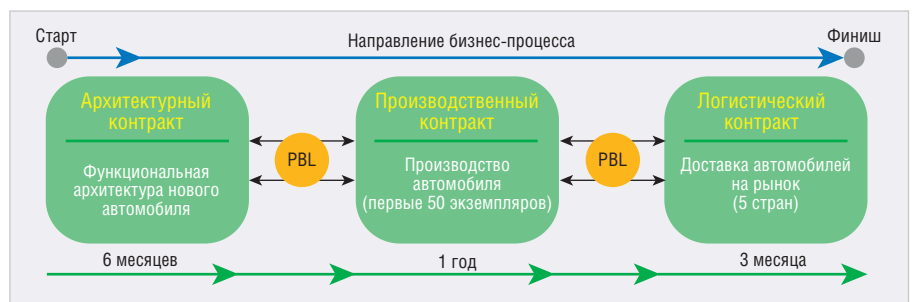 Старт
Направление бизнес-процесса
Финиш
Архитектурный
контракт
Функциональная
архитектура нового
автомобиля
PBL
Производственный
контракт
Производство
автомобиля
(первые 50 экземпляров)
PBL
Логистический
контракт
Доставка автомобилей
на рынок
(5 стран)
6 месяцев
1 год
3 месяца